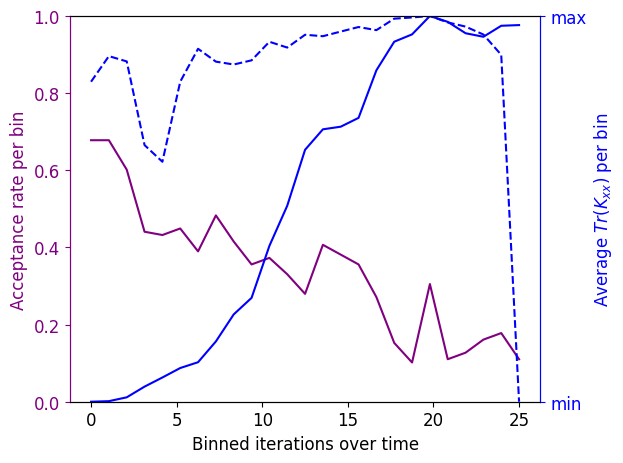 1.0
0.8
0.6
0.4
0.2
0.0
Acceptance rate per bin
0 5 10 15 20 25
Binned iterations over time
max
min
Average Tr(Kxx) per bin